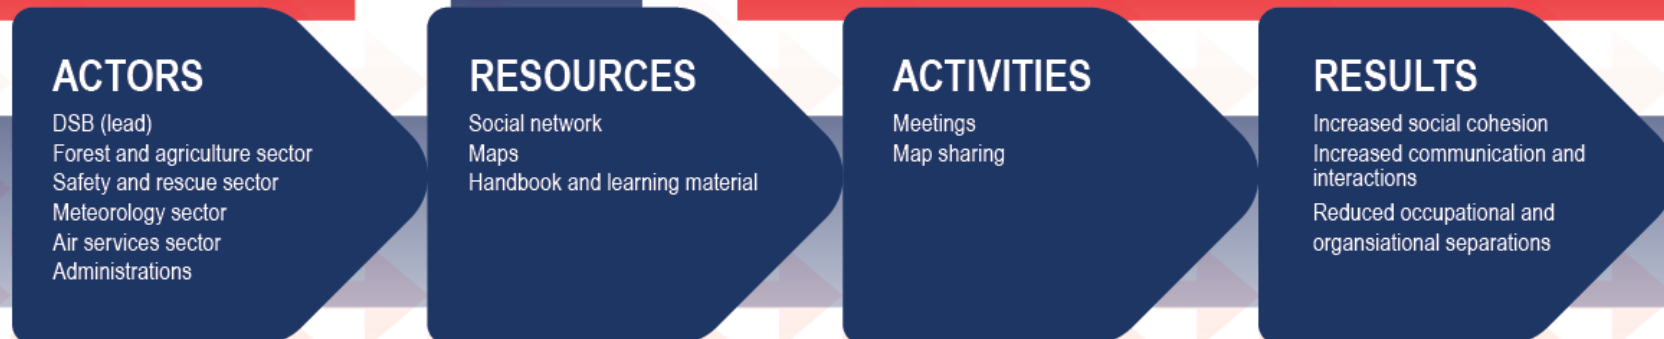 ACTORS
DSB (lead)
Forest and agriculture sector
Safety and rescue sector
Meteorology sector
Air services sector
Administrations
RESOURCES
Social network
Maps
Handbook and learning material
ACTIVITIES
Meetings
Map sharing
RESULTS
Increased social cohesion
Increased communication and
interactions
Reduced occupational and
organsiational separations